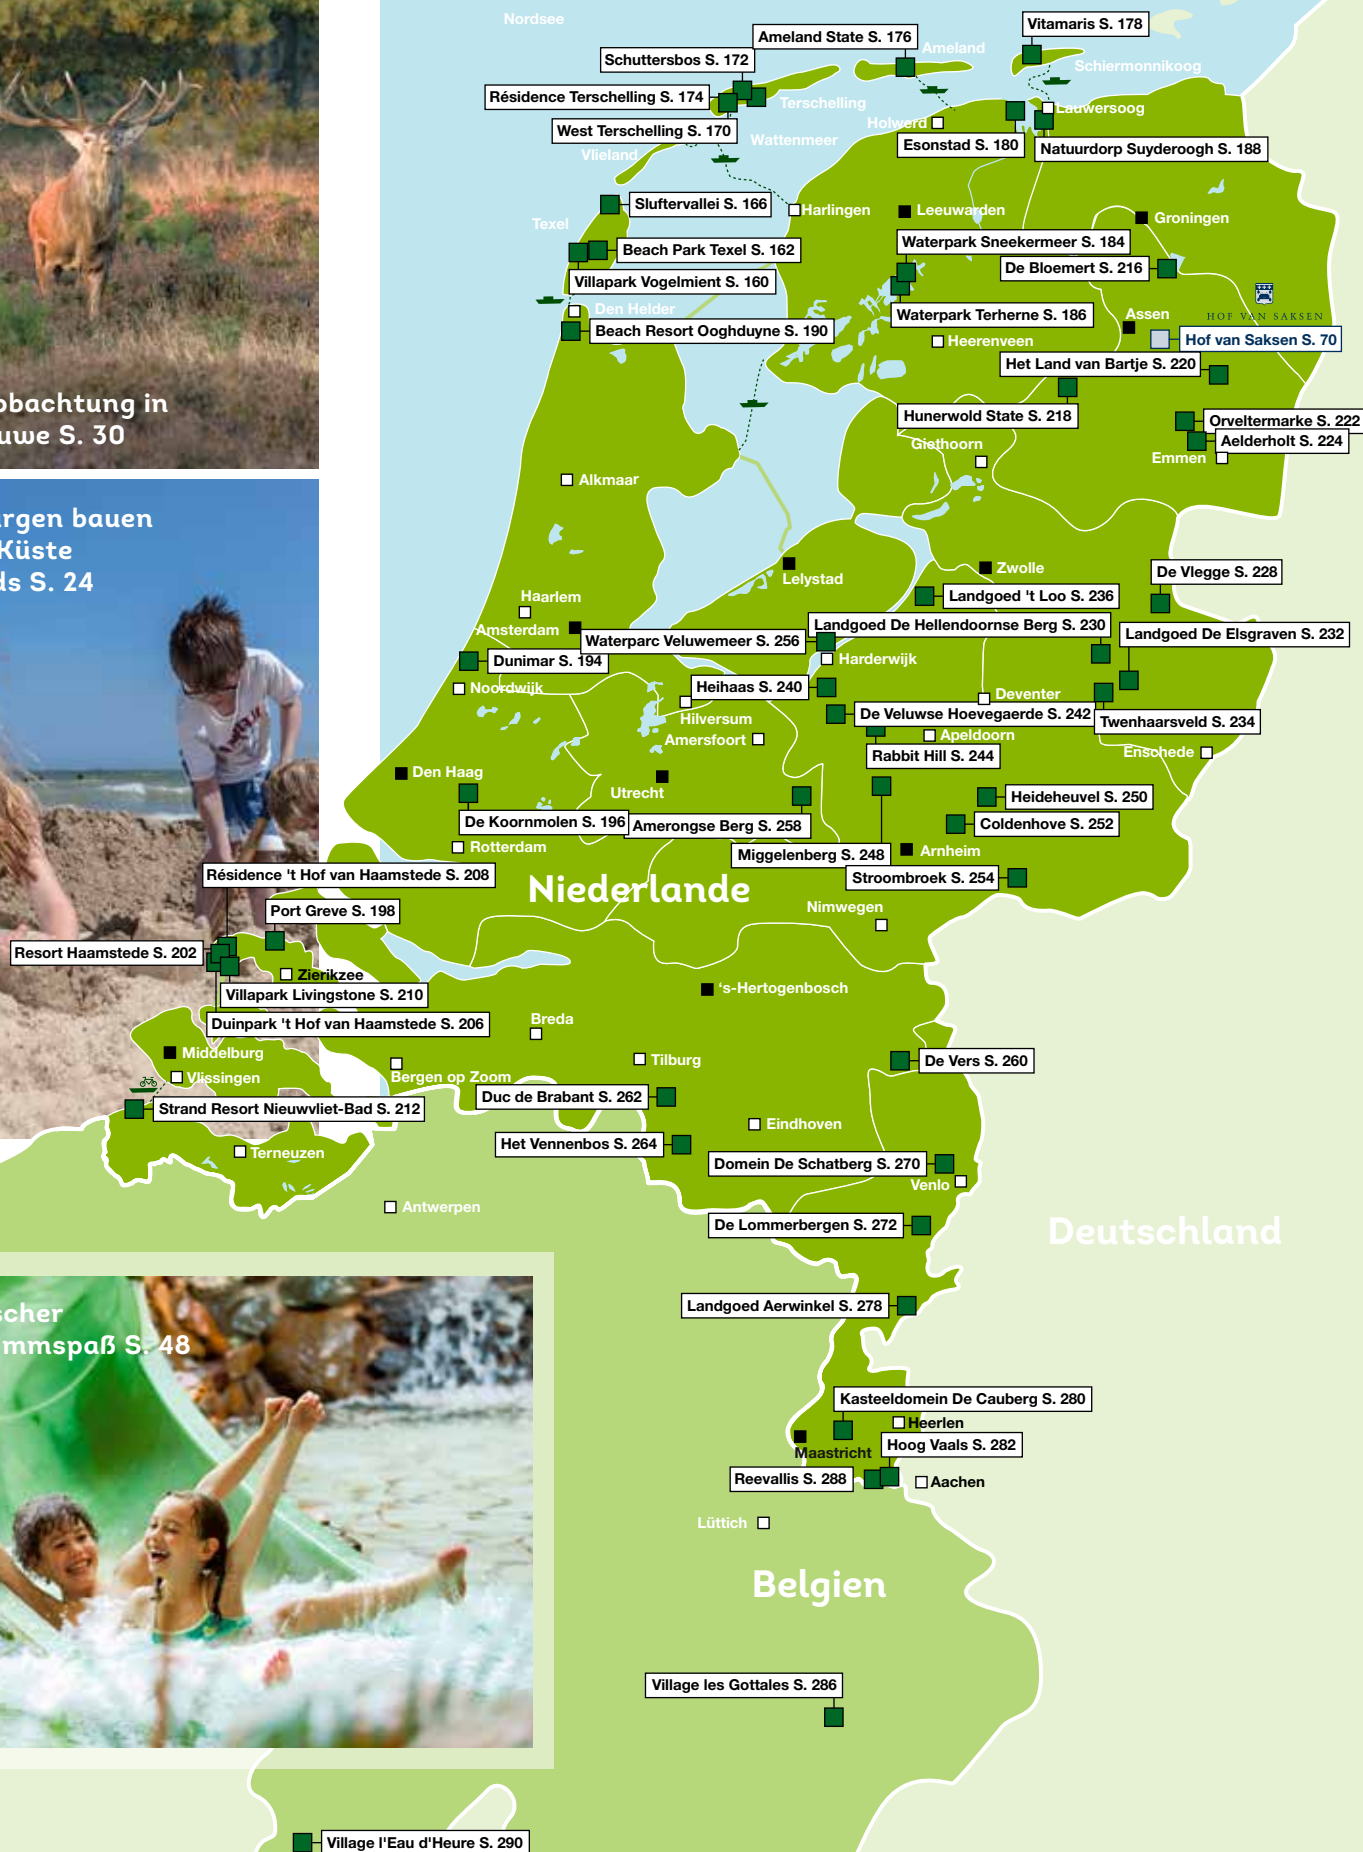 Nordsee
Vitamaris S. 178
Ameland State S. 176
Ameland
Schuttersbos S. 172
Schiermonnikoog
Résidence Terschelling S. 174
Terschelling
Lauwersoog
Holwerd
West Terschelling S. 170
Wattenmeer
Esonstad S. 180
Natuurdorp Suyderoogh S. 188
Vlieland
Sluftervallei S. 166
Harlingen
Leeuwarden
Groningen
Texel
Beach Park Texel S. 162
Waterpark Sneekermeer S. 184
De Bloemert S. 216
Villapark Vogelmient S. 160
Den Helder
Waterpark Terherne S. 186
Assen
HOF VAN SAKSEN
Beach Resort Ooghduyne S. 190
Heerenveen
Hof van Saksen S. 70
Het Land van Bartje S. 220
obachtung in
uwe S. 30
Hunerwold State S. 218
Orveltermarke S. 222
Aelderholt S. 224
Giethoorn
Emmen
Alkmaar
urgen bauen
Küste
ds S. 24
Lelystad
Zwolle
De Vlegge S. 228
Haarlem
Landgoed 't Loo S. 236
Amsterdam
Landgoed De Hellendoornse Berg S. 230
Waterparc Veluwemeer S. 256
Landgoed De Elsgraven S. 232
Dunimar S. 194
Harderwijk
Noordwijk
Heihaas S. 240
Deventer
Hilversum
De Veluwse Hoevegaerde S. 242
Twenhaarsveld S. 234
Amersfoort
Apeldoorn
Rabbit Hill S. 244
Enschede
Den Haag
Utrecht
Heideheuvel S. 250
De Koornmolen S. 196
Amerongse Berg S. 258
Coldenhove S. 252
Rotterdam
Miggelenberg S. 248
Arnheim
Résidence 't Hof van Haamstede S. 208
Niederlande
Stroombroek S. 254
Port Greve S. 198
Nimwegen
Resort Haamstede S. 202
Zierikzee
Villapark Livingstone S. 210
‘s-Hertogenbosch
Duinpark 't Hof van Haamstede S. 206
Breda
Middelburg
Tilburg
De Vers S. 260
Vlissingen
Bergen op Zoom
Duc de Brabant S. 262
Strand Resort Nieuwvliet-Bad S. 212
Eindhoven
Het Vennenbos S. 264
Terneuzen
Domein De Schatberg S. 270
Venlo
Antwerpen
De Lommerbergen S. 272
Deutschland
Landgoed Aerwinkel S. 278
scher
mmspaß S. 48
Kasteeldomein De Cauberg S. 280
Heerlen
Maastricht
Hoog Vaals S. 282
Reevallis S. 288
Aachen
Lüttich
Belgien
Village les Gottales S. 286
Village l'Eau d'Heure S. 290